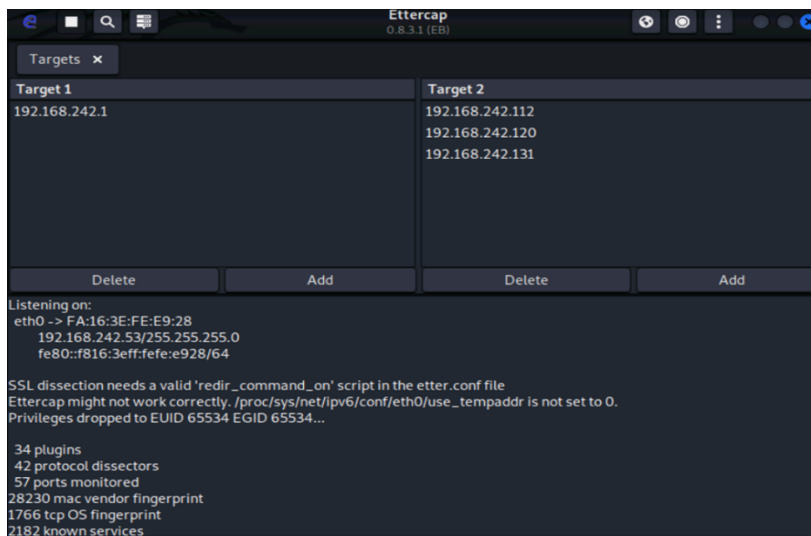 Ettercap
0.8.3.1 (EB)
Targets ×
Target 1
192.168.242.1
Target 2
192.168.242.112
192.168.242.120
192.168.242.131
Delete
Add
Delete
Add
Listening on:
eth0 -> FA:16:3E:FE:E9:28
192.168.242.53/255.255.255.0
fe80::f816:3eff:fefe:e928/64
SSL dissection needs a valid 'redir_command_on' script in the etter.conf file
Ettercap might not work correctly. /proc/sys/net/ipv6/conf/eth0/use_tempaddr is not set to 0.
Privileges dropped to EUID 65534 EGID 65534...
34 plugins
42 protocol dissectors
57 ports monitored
28230 mac vendor fingerprint
1766 tcp OS fingerprint
2182 known services